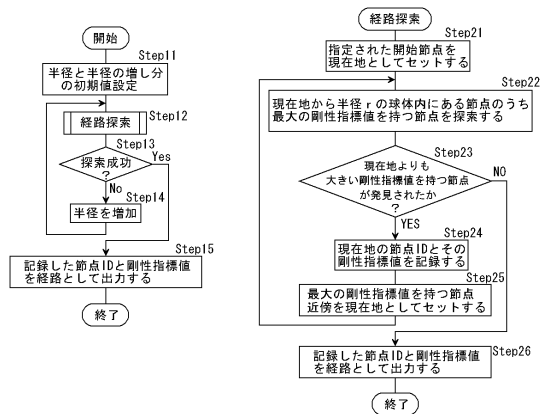 開始
Step11
半径と半径の増し分
の初期値設定
Step12
経路探索
Step13
探索成功
?
Yes
No
Step14
半径を増加
Step15
記録した節点IDと剛性指標値
を経路として出力する
終了
経路探索
Step21
指定された開始節点を
現在地としてセットする
Step22
現在地から半径rの球体内にある節点のうち
最大の剛性指標値を持つ節点を探索する
Step23
現在地よりも
大きい剛性指標値を持つ節点
が発見されたか
?
NO
YES
Step24
現在地の節点IDとその
剛性指標値を記録する
Step25
最大の剛性指標値を持つ節点
近傍を現在地としてセットする
Step26
記録した節点IDと剛性指標値
を経路として出力する
終了